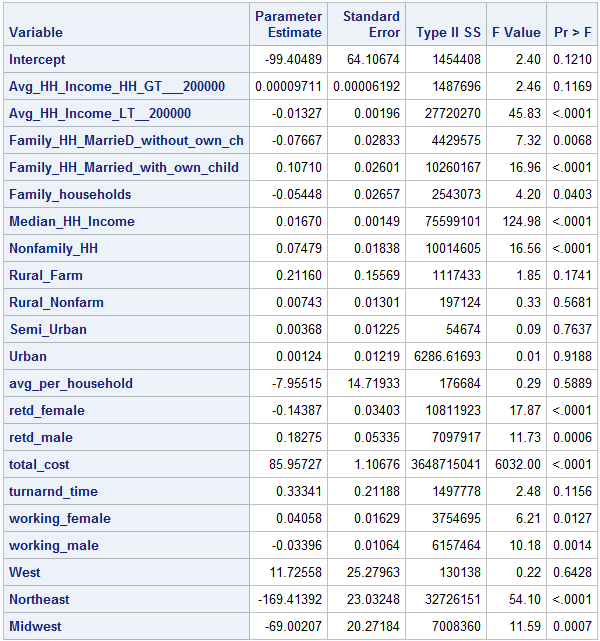 Variable Parameter Estimate Standard Error Type II SS F Value Pr > F
Intercept -99.40489 64.10674 1454408 2.40 0.1210
Avg_HH_Income_HH_GT___200000 0.00009711 0.00006192 1487696 2.46 0.1169
Avg_HH_Income_LT__200000 -0.01327 0.00196 27720270 45.83 <.0001
Family_HH_MarrieD_without_own_ch -0.07667 0.02833 4429575 7.32 0.0068
Family_HH_Married_with_own_child 0.10710 0.02601 10260167 16.96 <.0001
Family_households -0.05448 0.02657 2543073 4.20 0.0403
Median_HH_Income 0.01670 0.00149 75599101 124.98 <.0001
Nonfamily_HH 0.07479 0.01838 10014605 16.56 <.0001
Rural_Farm 0.21160 0.15569 1117433 1.85 0.1741
Rural_Nonfarm 0.00743 0.01301 197124 0.33 0.5681
Semi_Urban 0.00368 0.01225 54674 0.09 0.7637
Urban 0.00124 0.01219 6286.61693 0.01 0.9188
avg_per_household -7.95515 14.71933 176684 0.29 0.5889
retd_female -0.14387 0.03403 10811923 17.87 <.0001
retd_male 0.18275 0.05335 7097917 11.73 0.0006
total_cost 85.95727 1.10676 3648715041 6032.00 <.0001
turnarnd_time 0.33341 0.21188 1497778 2.48 0.1156
working_female 0.04058 0.01629 3754695 6.21 0.0127
working_male -0.03396 0.01064 6157464 10.18 0.0014
West 11.72558 25.27963 130138 0.22 0.6428
Northeast -169.41392 23.03248 32726151 54.10 <.0001
Midwest -69.00207 20.27184 7008360 11.59 0.0007